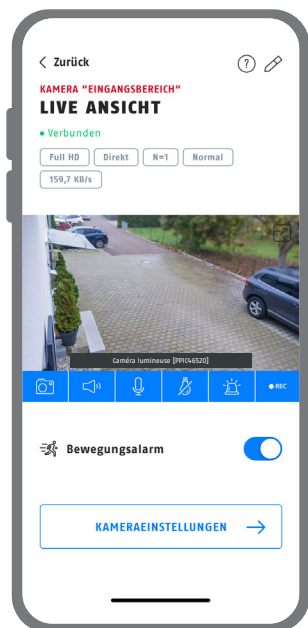 Zurück
?
KAMERA "EINGANGSBEREICH"
LIVE ANSICHT
Verbunden
Full HD Direkt N=1 Normal
159,7 KB/s
Caméra lumineuse [PPIC46520]
REC
Bewegungsalarm
KAMERAEINSTELLUNGEN